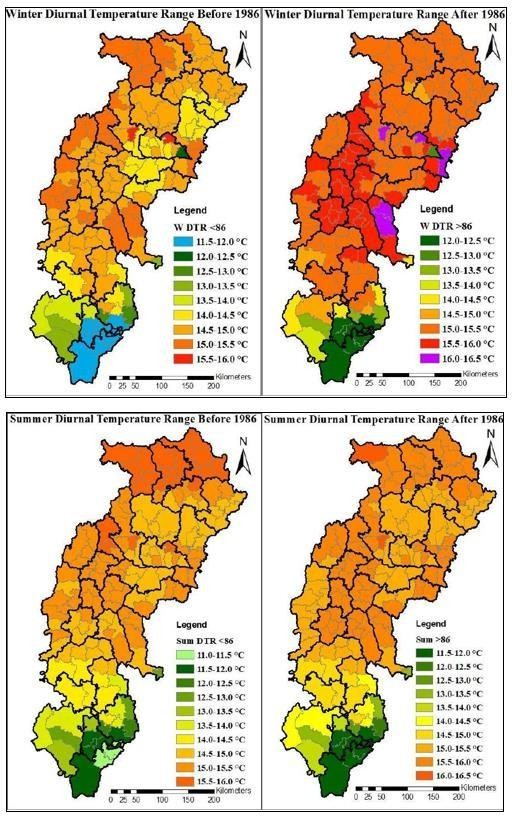 Winter Diurnal Temperature Range Before 1986
N
Legend
W DTR <86
11.5-12.0 °C
12.0-12.5 °C
12.5-13.0 °C
13.0-13.5 °C
13.5-14.0 °C
14.0-14.5 °C
14.5-15.0 °C
15.0-15.5 °C
15.5-16.0 °C
Kilometers
0 25 50 100 150 200
Winter Diurnal Temperature Range After 1986
N
Legend
W DTR >86
12.0-12.5 °C
12.5-13.0 °C
13.0-13.5 °C
13.5-14.0 °C
14.0-14.5 °C
14.5-15.0 °C
15.0-15.5 °C
15.5-16.0 °C
16.0-16.5 °C
Kilometers
0 25 50 100 150 200
Summer Diurnal Temperature Range Before 1986
N
Legend
Sum DTR <86
11.0-11.5 °C
11.5-12.0 °C
12.0-12.5 °C
12.5-13.0 °C
13.0-13.5 °C
13.5-14.0 °C
14.0-14.5 °C
14.5-15.0 °C
15.0-15.5 °C
15.5-16.0 °C
Kilometers
0 25 50 100 150 200
Summer Diurnal Temperature Range After 1986
N
Legend
Sum >86
11.5-12.0 °C
12.0-12.5 °C
12.5-13.0 °C
13.0-13.5 °C
13.5-14.0 °C
14.0-14.5 °C
14.5-15.0 °C
15.0-15.5 °C
15.5-16.0 °C
16.0-16.5 °C
Kilometers
0 25 50 100 150 200